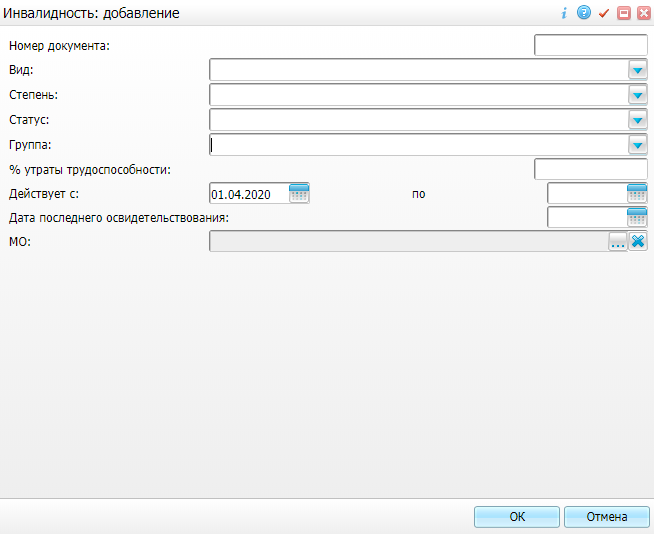 Инвалидность: добавление
Номер документа:
Вид:
Степень:
Статус:
Группа:
% утраты трудоспособности:
Действует с: 01.04.2020 по
Дата последнего освидетельствования:
МО: ...
ОК Отмена